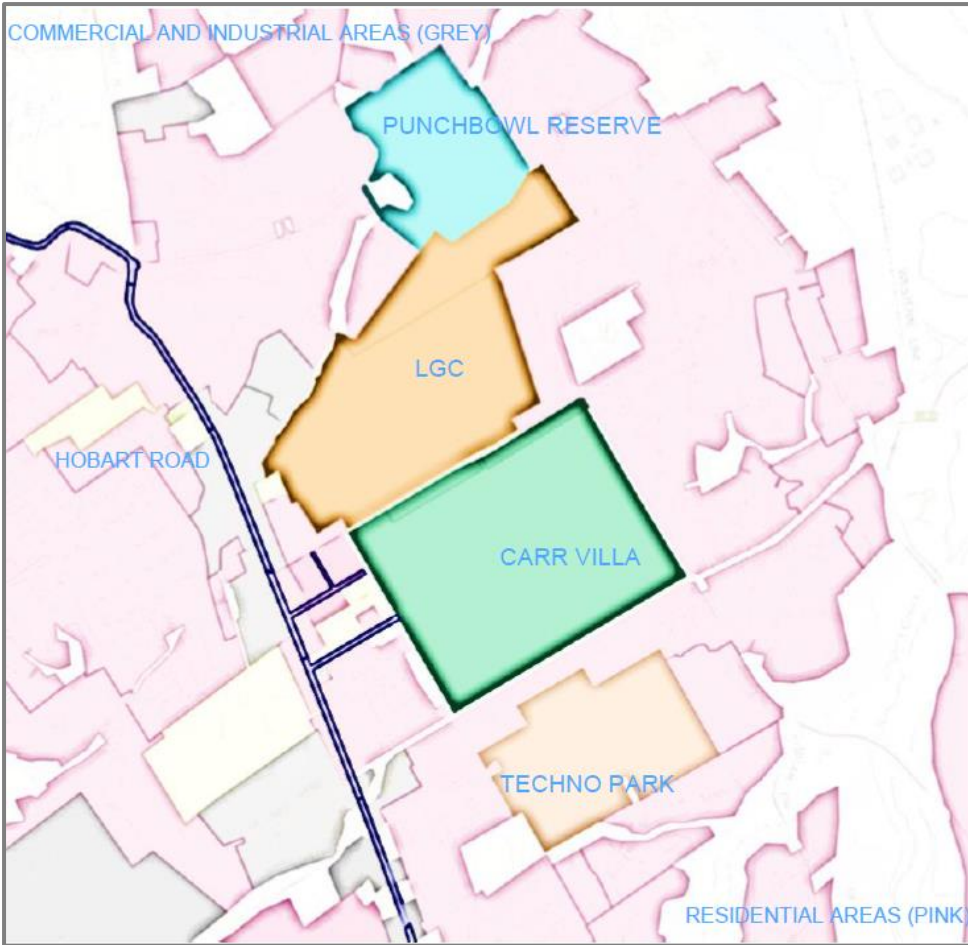 COMMERCIAL AND INDUSTRIAL AREAS (GREY)
PUNCHBOWL RESERVE
LGC
HOBART ROAD
CARR VILLA
TECHNO PARK
RESIDENTIAL AREAS (PINK)